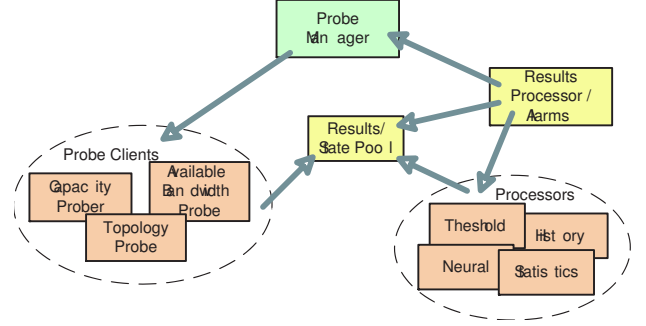 Probe
Manager
Results
Processor /
Alarms
Results/
State Pool
Probe Clients
Capacity
Prober
Available
Bandwidth
Probe
Topology
Probe
Processors
Theshold
History
Neural
Statistics